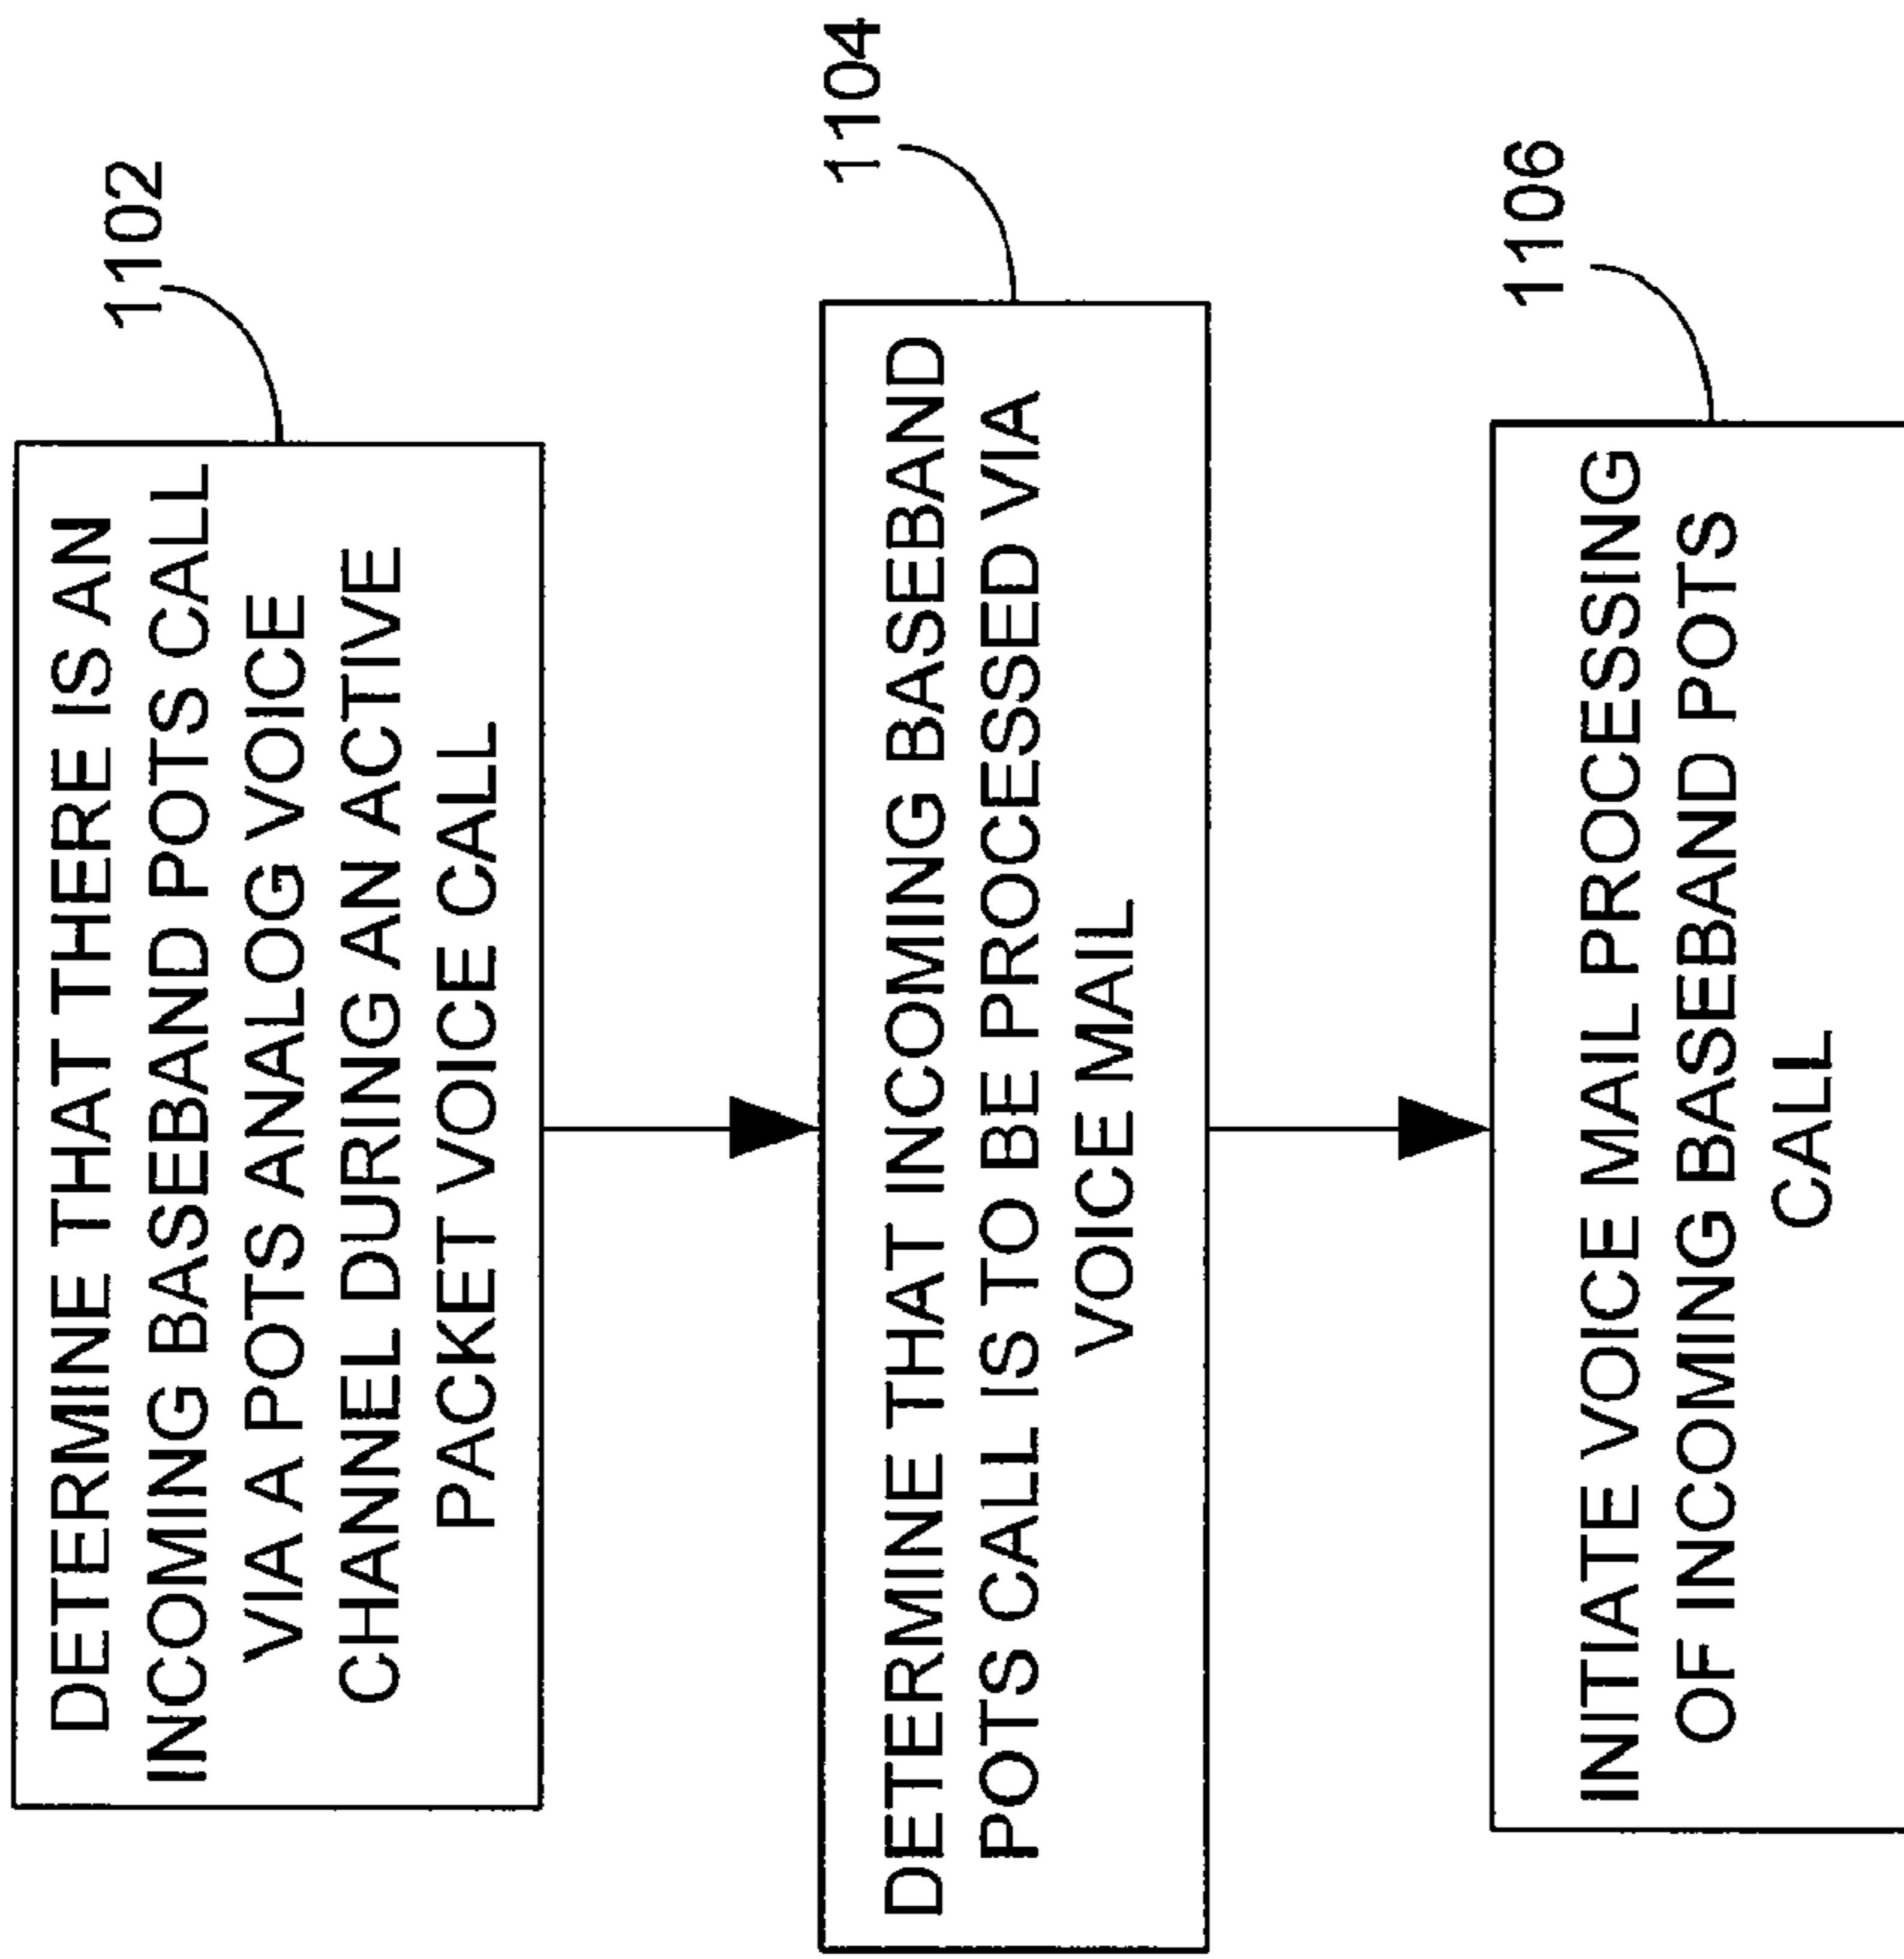 DETERMINE THAT THERE IS AN
INCOMING BASEBAND POTS CALL
VIA A POTS ANALOG VOICE
CHANNEL DURING AN ACTIVE
PACKET VOICE CALL
1102
DETERMINE THAT INCOMING BASEBAND
POTS CALL IS TO BE PROCESSED VIA
VOICE MAIL
1104
INITIATE VOICE MAIL PROCESSING
OF INCOMING BASEBAND POTS
CALL
1106